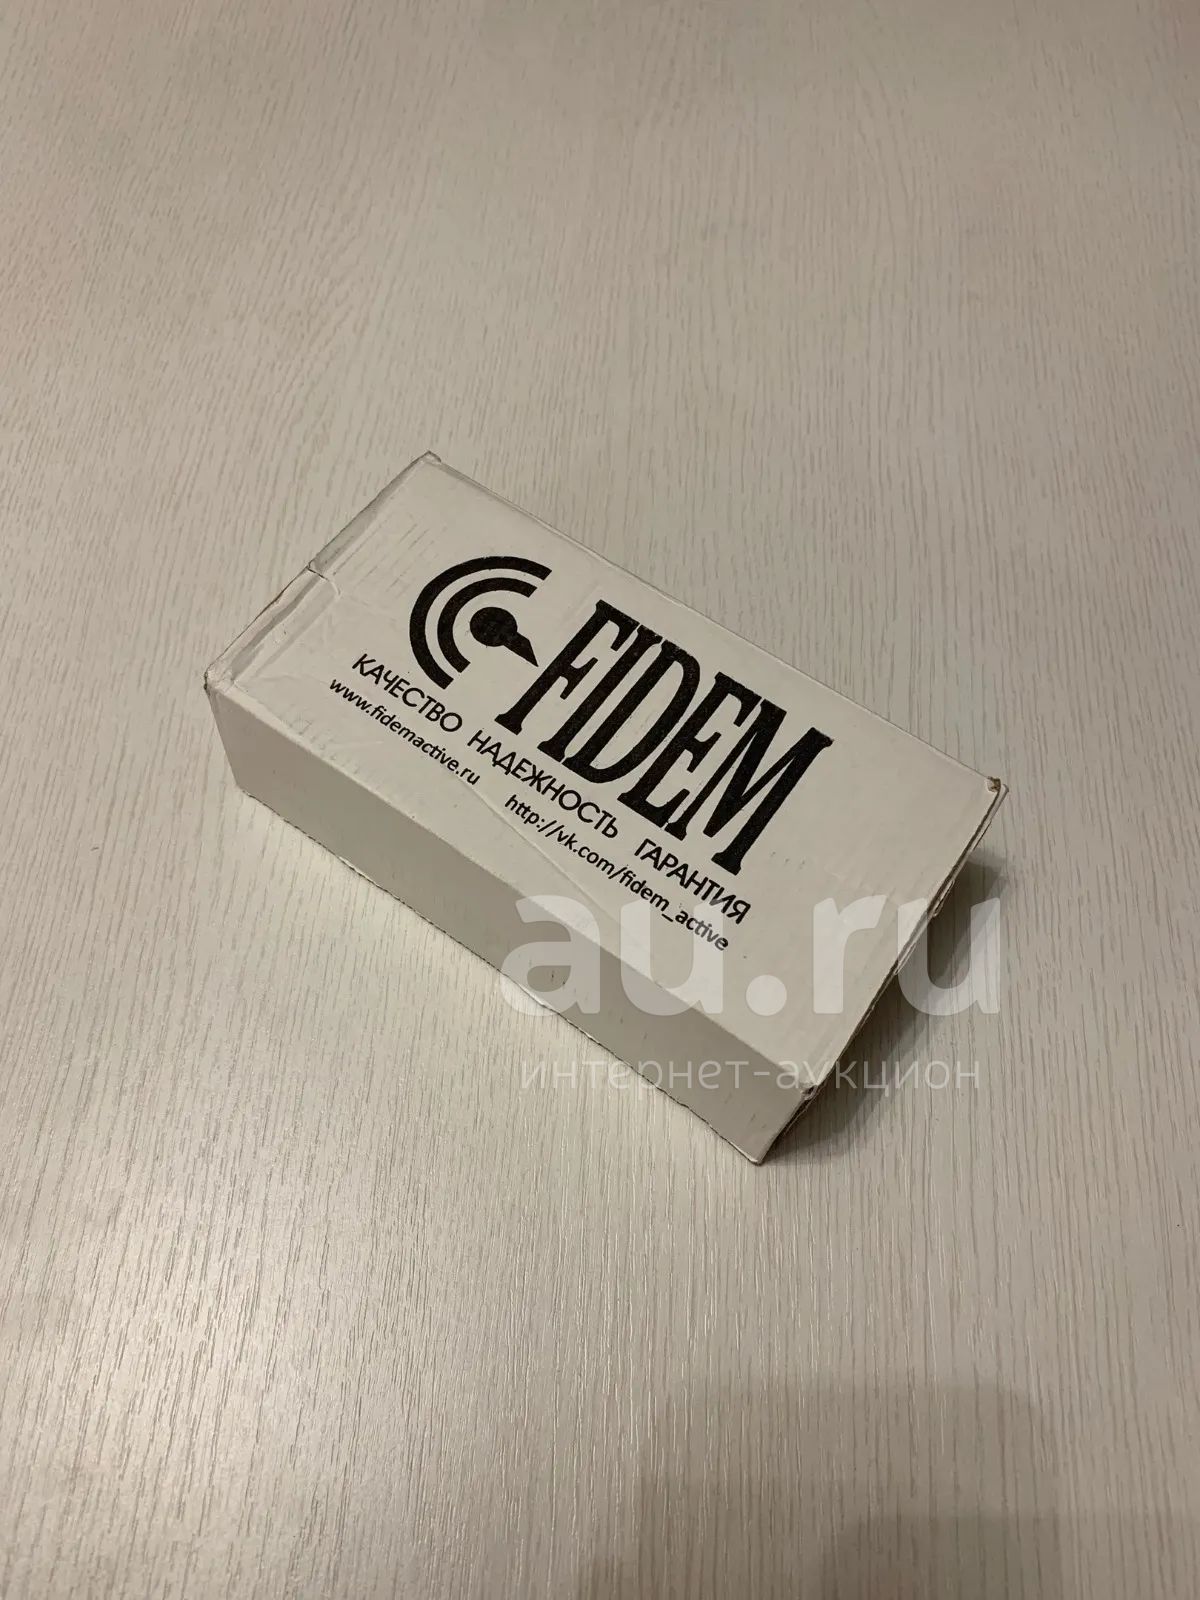 FIDEM
КАЧЕСТВО НАДЕЖНОСТЬ ГАРАНТИЯ
www.fidemactive.ru http://vk.com/fidem_active
au.ru
интернет-аукцион